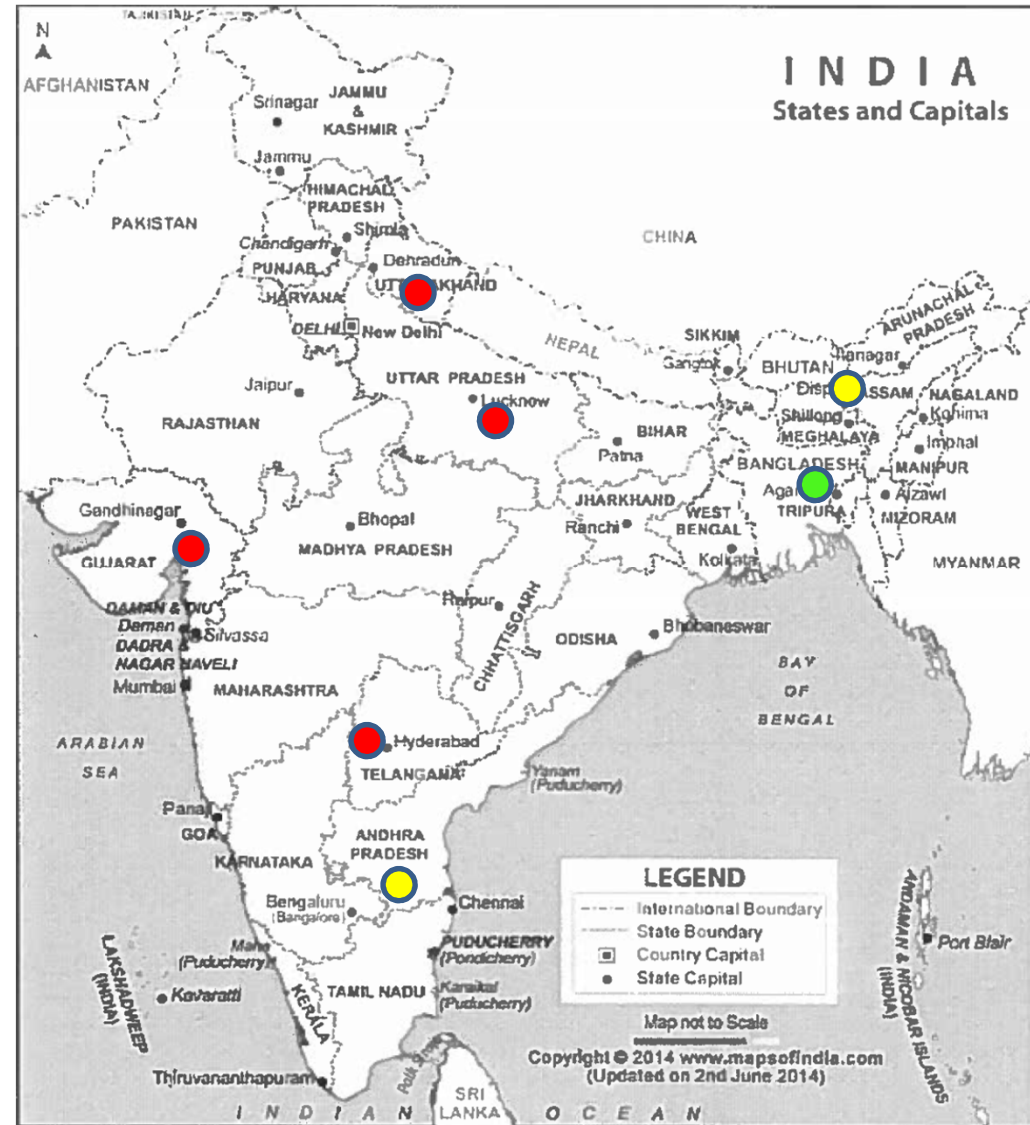 N
INDIA
States and Capitals
AFGHANISTAN
JAMMU
&
KASHMIR
Srinagar
Jammu
HIMACHAL
PRADESH
PAKISTAN
Shimla
Chandigarh
PUNJAB
CHINA
Dehradun
HARYANA
DELHI
New Delhi
NEPAL
SIKKIM
Gangtok
BHUTAN
ARUNACHAL
PRADESH
Itanagar
UTTAR PRADESH
Lucknow
Jaipur
RAJASTHAN
ASSAM
NAGALAND
Kohima
Shillong
MEGHALAYA
Imphal
MANIPUR
BIHAR
Patna
BANGLADESH
TRIPURA
Aizawl
MIZORAM
Gandhinagar
GUJARAT
Bhopal
MADHYA PRADESH
JHARKHAND
Ranchi
WEST
BENGAL
Kolkata
MYANMAR
DAMAN & DIU
Daman
Silvassa
DADRA &
NAGAR HAVELI
Mumbai
MAHARASHTRA
Raipur
CHHATTISGARH
ODISHA
Bhubaneswar
BAY
OF
BENGAL
ARABIAN
SEA
Hyderabad
TELANGANA
Yanam
(Puducherry)
Panaji
GOA
KARNATAKA
ANDHRA
PRADESH
Bengaluru
(Bangalore)
Chennai
PUDUCHERRY
(Pondicherry)
Mahe
(Puducherry)
Karaikal
(Puducherry)
TAMIL NADU
KERALA
LAKSHADWEEP
(INDIA)
Kavaratti
Thiruvananthapuram
Palk
SRI
LANKA
INDIAN OCEAN
ANDAMAN & NICOBAR ISLANDS
(INDIA)
Port Blair
LEGEND
International Boundary
State Boundary
Country Capital
State Capital
Map not to Scale
Copyright © 2014 www.mapsofindia.com
(Updated on 2nd June 2014)